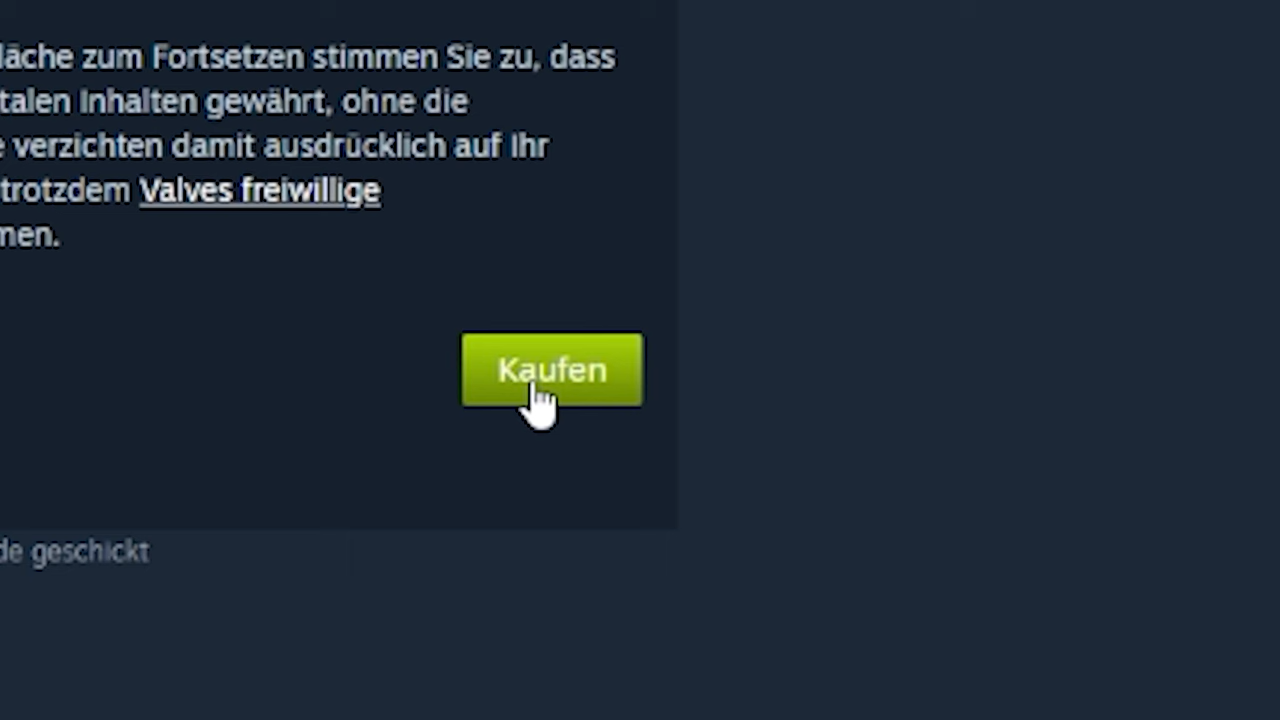 läche zum Fortsetzen stimmen Sie zu, dass
talen Inhalten gewährt, ohne die
e verzichten damit ausdrücklich auf Ihr
trotzdem Valves freiwillige
men.
Kaufen
de geschickt